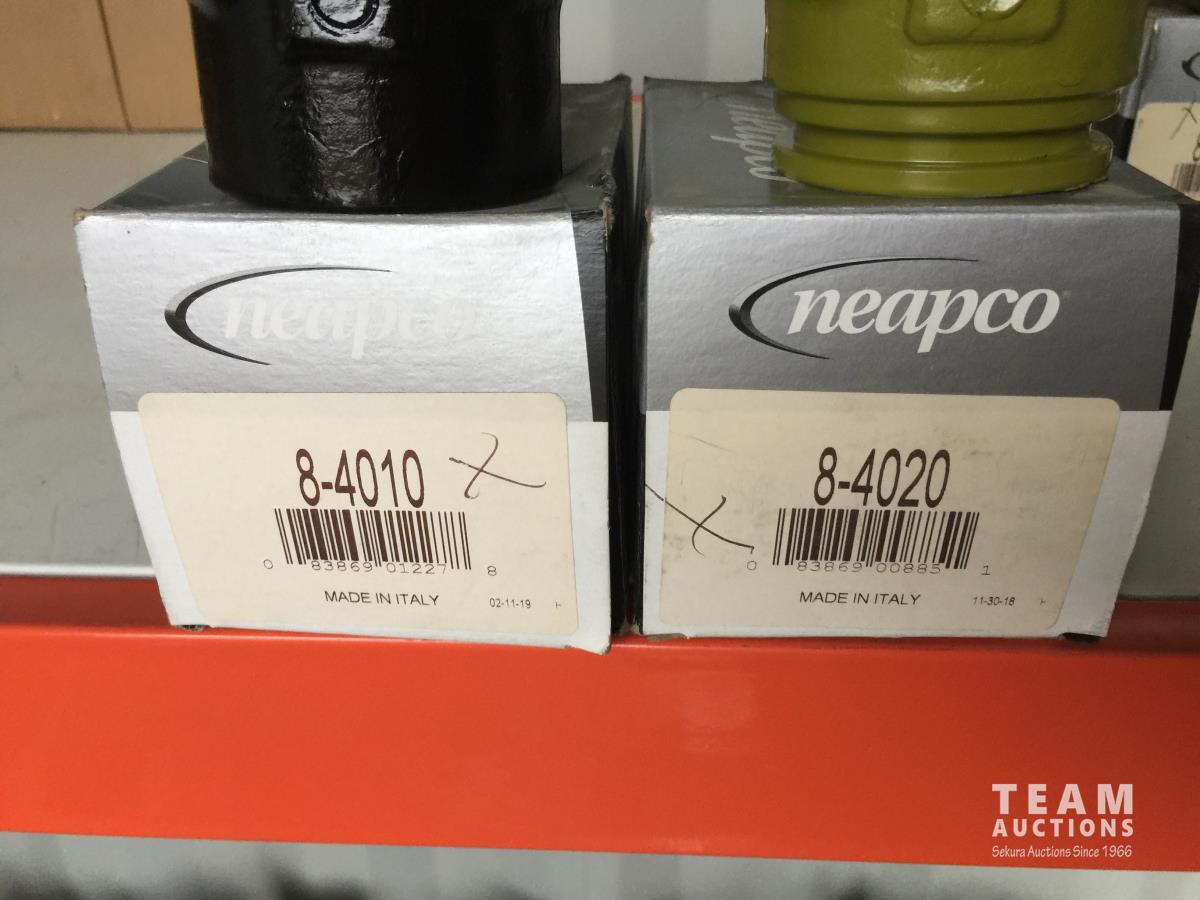 neapco
8-4010 X
0 83869 01227 8
MADE IN ITALY 02-11-19
neapco
neapco
8-4020
X
0 83869 00885 1
MADE IN ITALY 11-30-18
X
TEAM
AUCTIONS
Sekura Auctions Since 1966